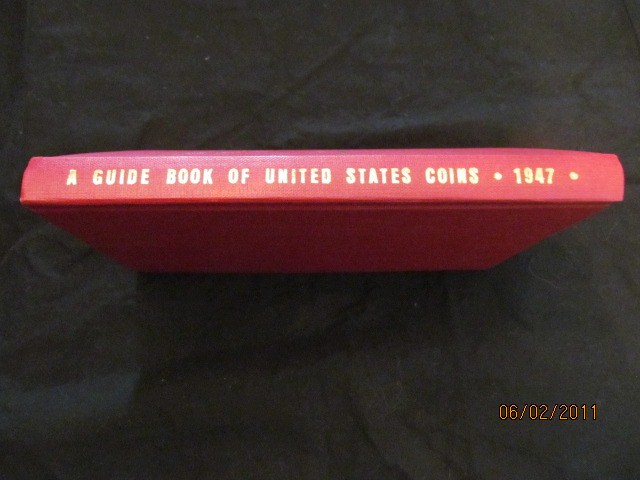 A GUIDE BOOK OF UNITED STATES COINS • 1947 •
06/02/2011